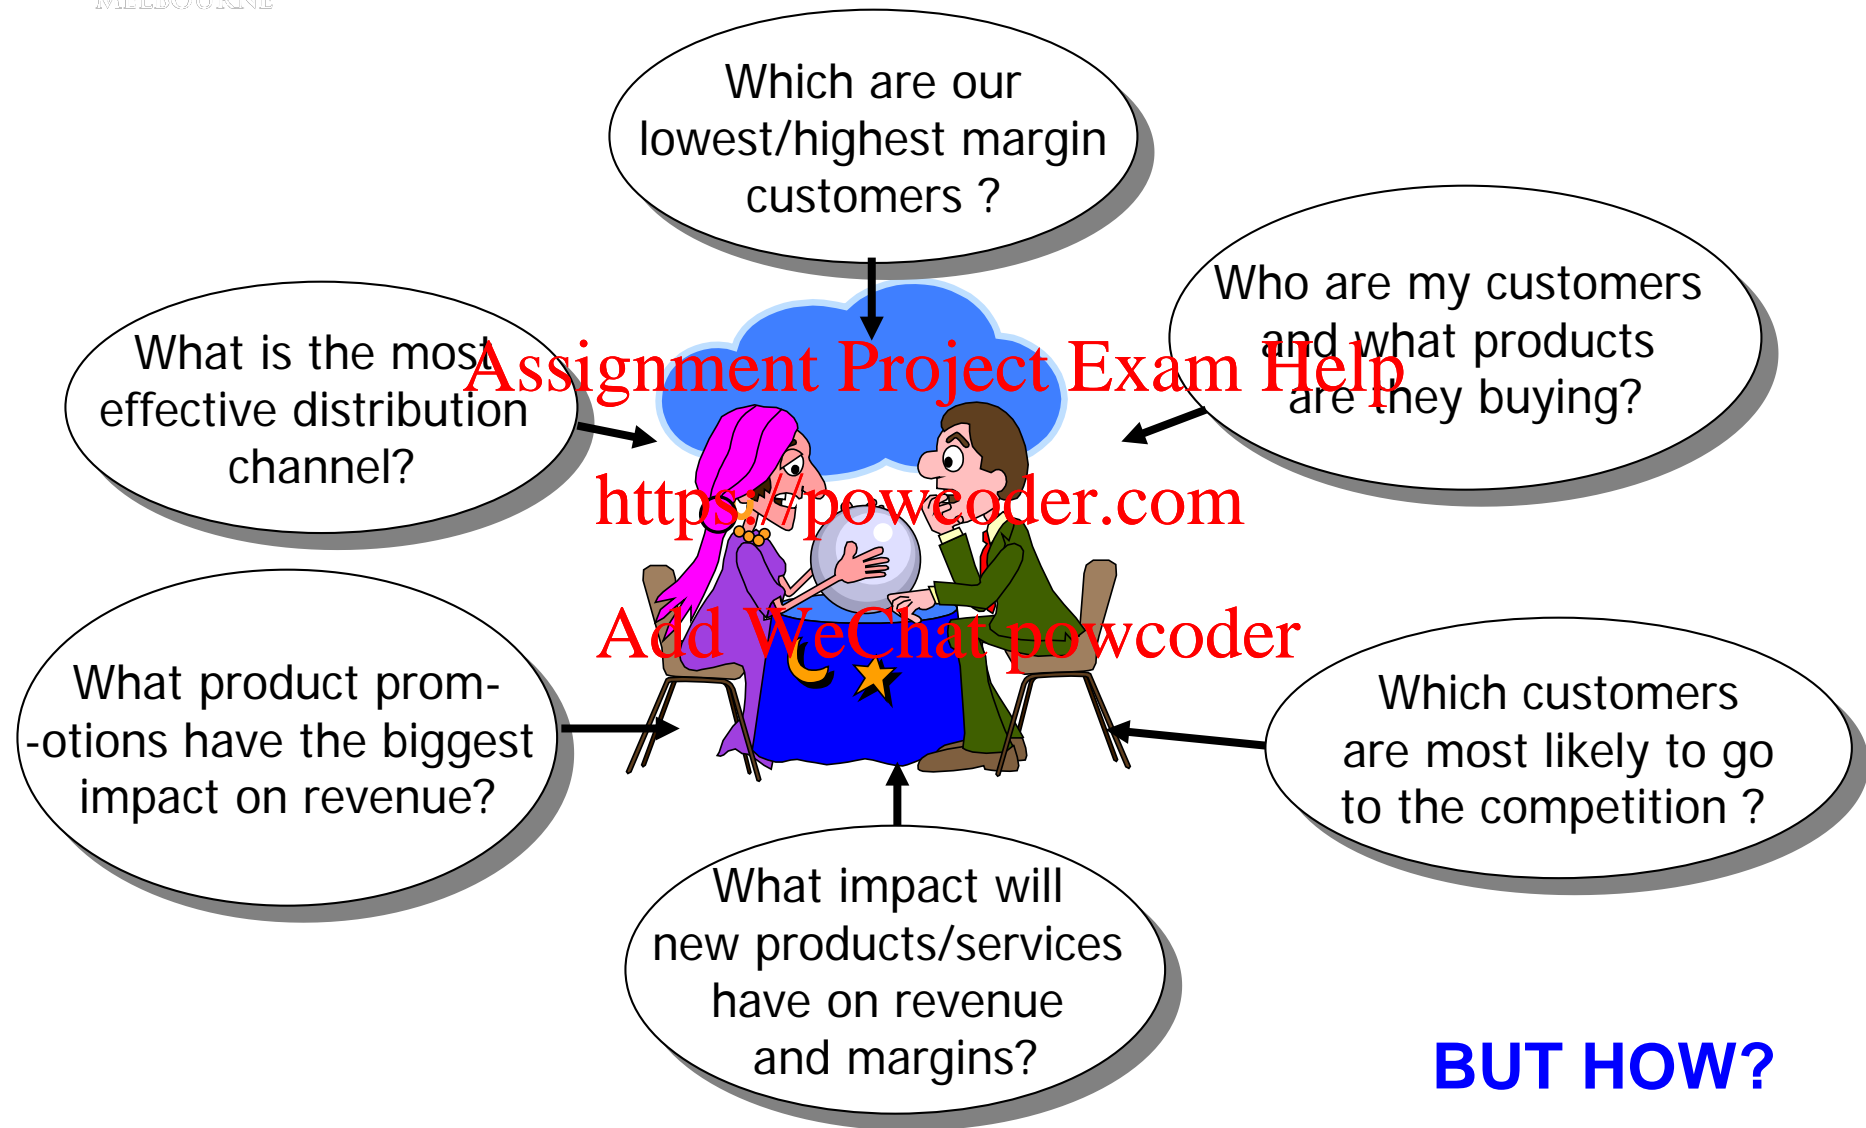 MELBOURNE
Which are our
lowest/highest margin
customers ?
Who are my customers
and what products
are they buying?
What is the most
effective distribution
channel?
Assignment Project Exam Help
https://powcoder.com
Add WeChat powcoder
What product prom-
-otions have the biggest
impact on revenue?
Which customers
are most likely to go
to the competition ?
What impact will
new products/services
have on revenue
and margins?
BUT HOW?